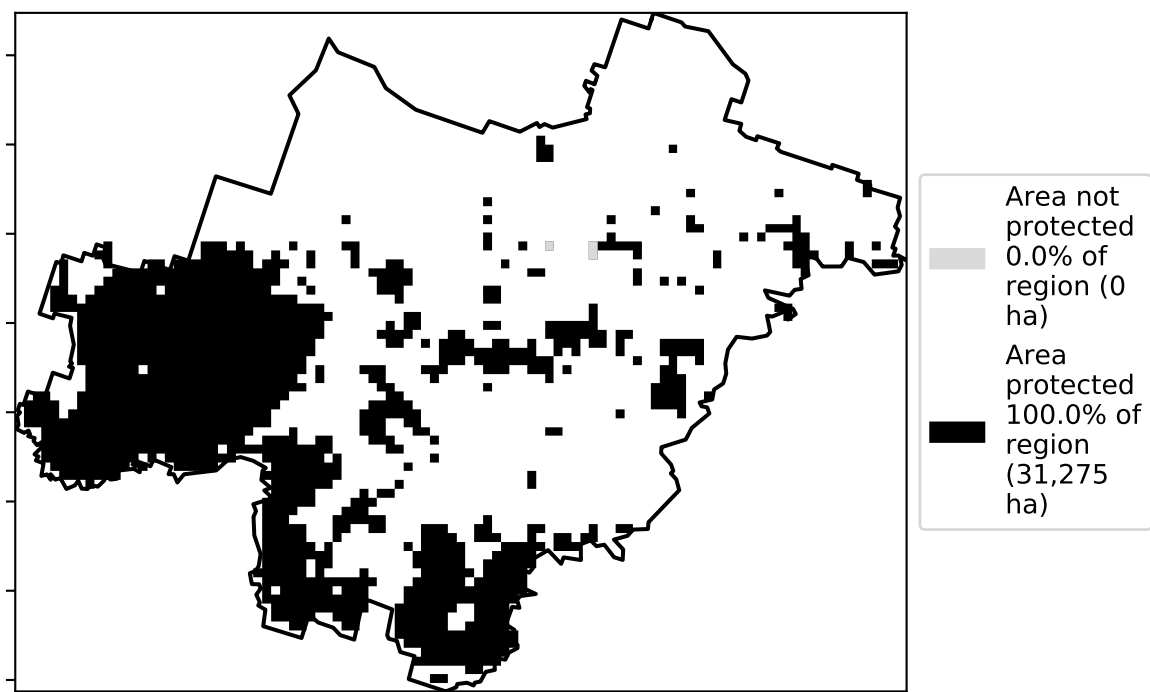 Area not
protected
0.0% of
region (0
ha)
Area
protected
100.0% of
region
(31,275
ha)